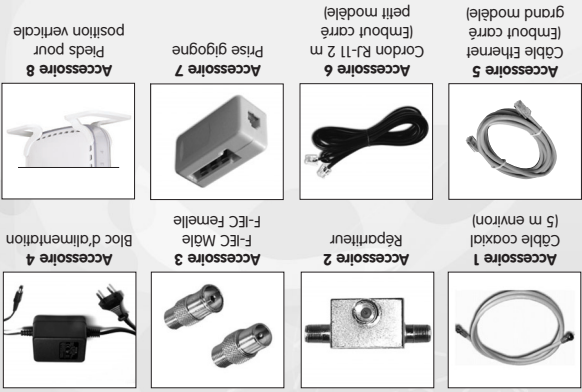 Accessoire 1
Câble coaxial
(5 m environ)
Accessoire 2
Répartiteur
Accessoire 3
F-IEC Mâle
F-IEC Femelle
Accessoire 4
Bloc d'alimentation
Accessoire 5
Câble Ethernet
(Embout carré
grand modèle)
Accessoire 6
Cordon RJ-11 2 m
(Embout carré
petit modèle)
Accessoire 7
Prise gigogne
Accessoire 8
Pieds pour
position verticale